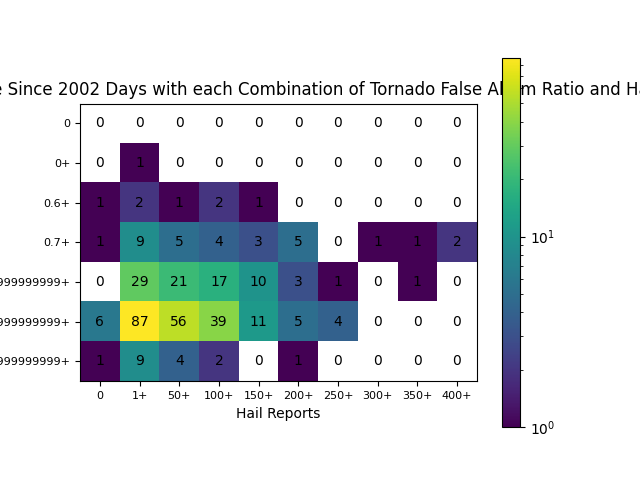 Since 2002 Days with each Combination of Tornado False Alarm Ratio and
0 0 0 0 0 0 0 0 0 0 0
0+ 0 1 0 0 0 0 0 0 0 0
0.6+ 1 2 1 2 1 0 0 0 0 0
0.7+ 1 9 5 4 3 5 0 1 1 2
999999999+ 0 29 21 17 10 3 1 0 1 0
999999999+ 6 87 56 39 11 5 4 0 0 0
999999999+ 1 9 4 2 0 1 0 0 0 0
0 1+ 50+ 100+ 150+ 200+ 250+ 300+ 350+ 400+
Hail Reports
10¹
10⁰